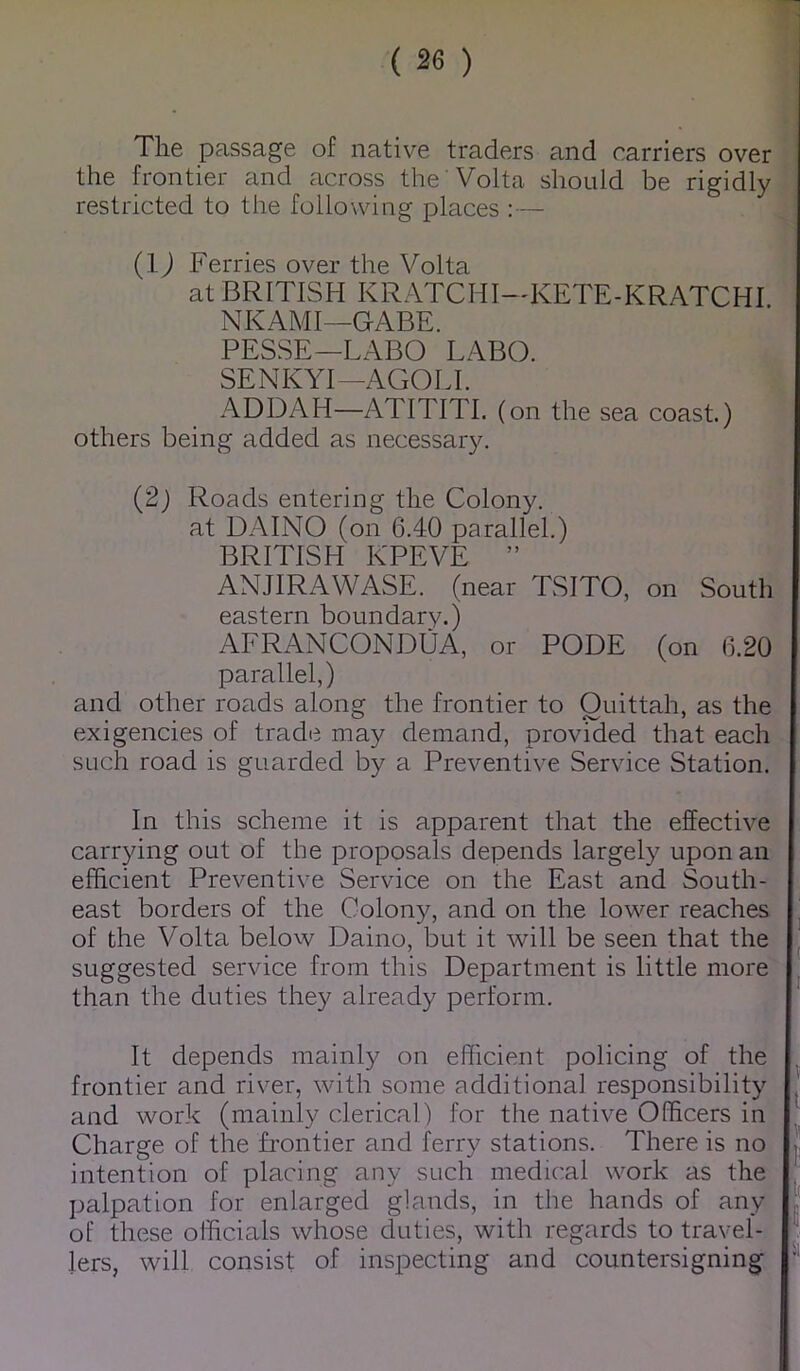 ( 26 )
The passage of native traders and carriers over
the frontier and across the Volta should be rigidly
restricted to the following places :—
(1) Ferries over the Volta
at BRITISH KRATCHI--KETE-KRATCHI.
NKAMI—GABE.
PESSE—LABO LABO.
SENKYI—AGOLI.
ADDAH—ATITITI. (on the sea coast.)
others being added as necessary.
(2) Roads entering the Colony.
at DAINO (on 6.40 parallel.)
BRITISH KPEVE ”
ANJIRAWASE. (near TSITO, on South
eastern boundary.)
AFRANCONDUA, or PODE (on 6.20
parallel,)
and other roads along the frontier to Quittah, as the
exigencies of trade may demand, provided that each
such road is guarded by a Preventive Service Station.
In this scheme it is apparent that the effective
carrying out of the proposals depends largely upon an
efficient Preventive Service on the East and South-
east borders of the Colony, and on the lower reaches
of the Volta below Daino, but it will be seen that the
suggested service from this Department is little more
than the duties they already perform.
It depends mainly on efficient policing of the
frontier and river, with some additional responsibility
and work (mainly clerical) for the native Officers in
Charge of the frontier and ferry stations. There is no
intention of placing any such medical work as the
palpation for enlarged glands, in the hands of any
of these officials whose duties, with regards to travel-
lers, will consist of inspecting and countersigning